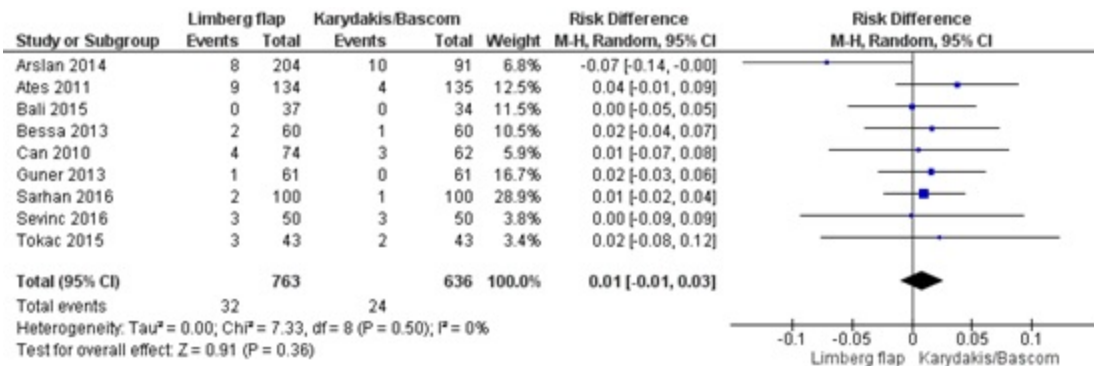 Limberg flap Karydakis/Bascom Risk Difference Risk Difference
Study or Subgroup Events Total Events Total Weight M-H, Random, 95% CI M-H, Random, 95% CI
Arslan 2014 8 204 10 91 6.8% -0.07 [-0.14, -0.00]
Ates 2011 9 134 4 135 12.5% 0.04 [-0.01, 0.09]
Bali 2015 0 37 0 34 11.5% 0.00 [-0.05, 0.05]
Bessa 2013 2 60 1 60 10.5% 0.02 [-0.04, 0.07]
Can 2010 4 74 3 62 5.9% 0.01 [-0.07, 0.08]
Guner 2013 1 61 0 61 16.7% 0.02 [-0.03, 0.06]
Sarhan 2016 2 100 1 100 28.9% 0.01 [-0.02, 0.04]
Sevinc 2016 3 50 3 50 3.8% 0.00 [-0.09, 0.09]
Tokac 2015 3 43 2 43 3.4% 0.02 [-0.08, 0.12]
Total (95% CI) 763 636 100.0% 0.01 [-0.01, 0.03]
Total events 32 24
Heterogeneity: Tau² = 0.00; Chi² = 7.33, df = 8 (P = 0.50); I² = 0%
Test for overall effect: Z = 0.91 (P = 0.36)
-0.1 -0.05 0 0.05 0.1
Limberg flap Karydakis/Bascom